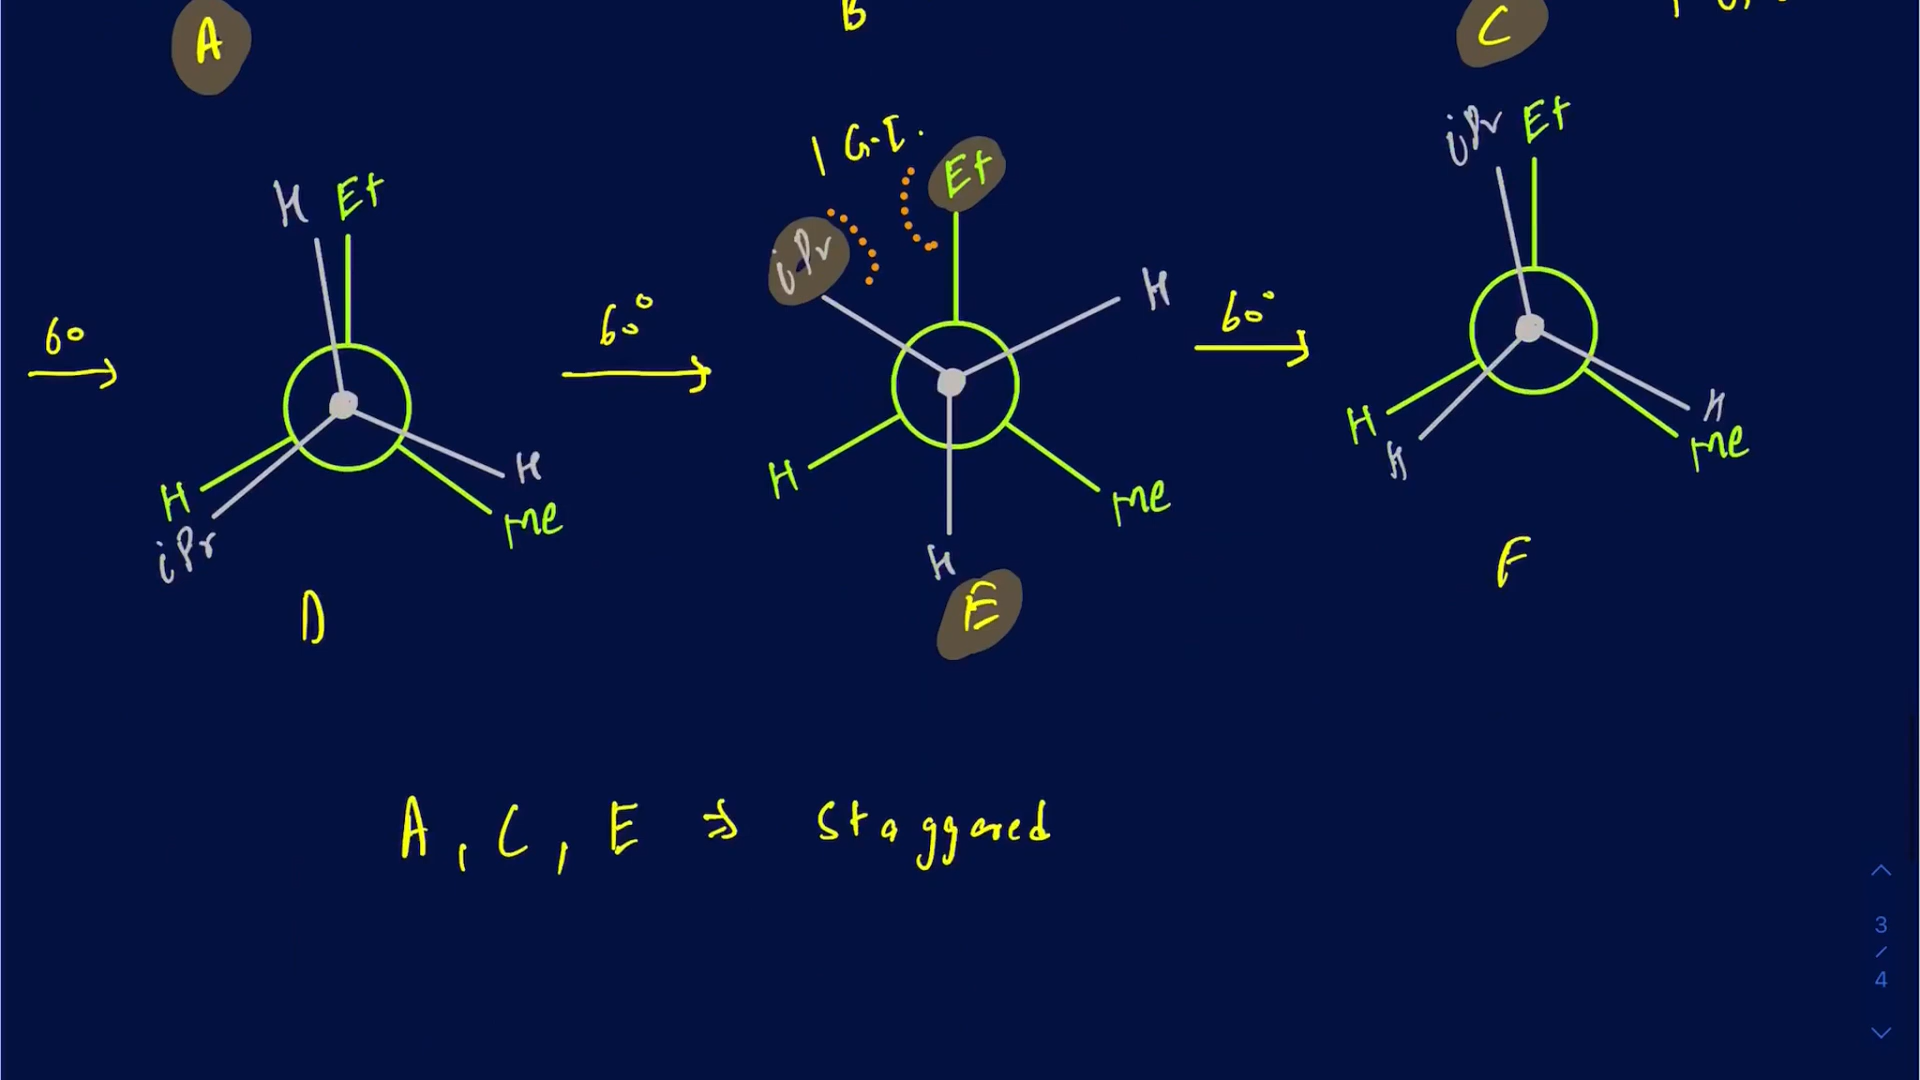 A
B
C
1 G-I.
Et
iPr Et
H Et
iPr
H
60
60°
60°
H
H
H
H
iPr
Me
H
Me
H
H
H
Me
D
E
F
A, C, E ⇒ staggered
3
/
4